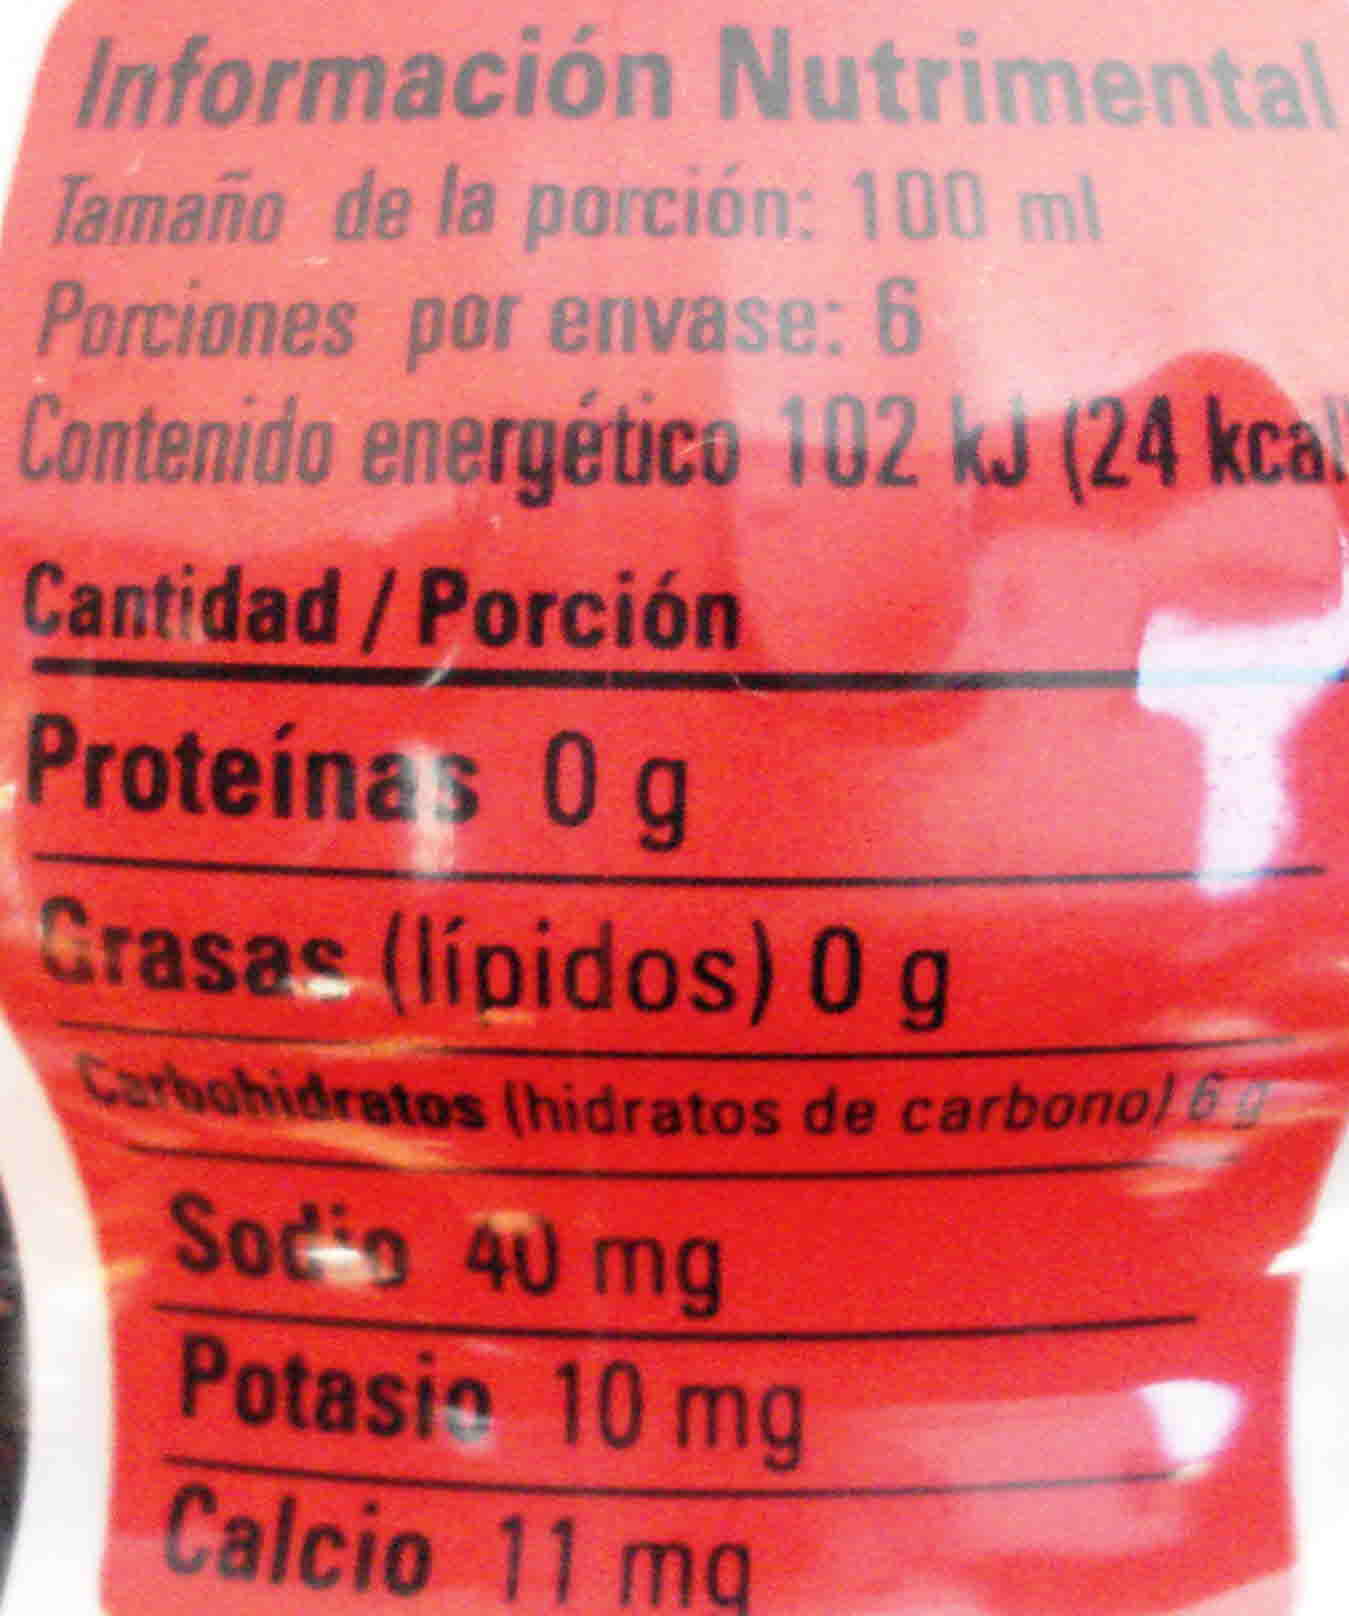 Información Nutrimental
Tamaño de la porción: 100 ml
Porciones por envase: 6
Contenido energético 102 kJ (24 kcal
Cantidad / Porción
Proteínas 0 g
Grasas (lípidos) 0 g
Carbohidratos (hidratos de carbono) 6 g
Sodio 40 mg
Potasio 10 mg
Calcio 11 mg